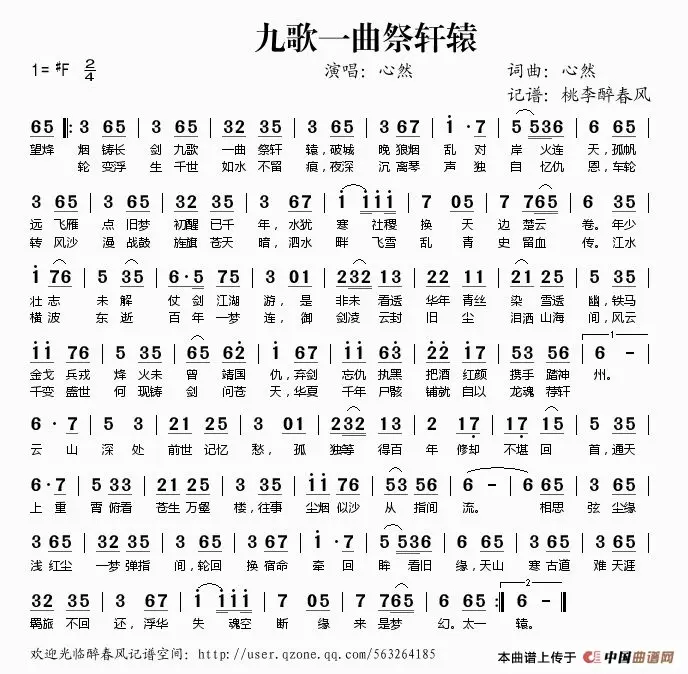 九歌一曲祭轩辕
1=♯F 2/4 演唱：心然 词曲：心然
记谱：桃李醉春风
65 ‖: 3 65 | 3 65 | 32 35 | 3 67 | i·7 | 5 536 | 6 65 |
望烽 烟 铸长 剑 九歌 一曲 祭轩 辕，破城 晚 狼烟 乱 对 岸 火连 天，孤帆
轮 变浮 生 千世 如水 不留 痕，夜深 沉 离琴 声 独 自 忆仇 恩，车轮
3 65 | 3 65 | 32 35 | 3 67 | i iii | 7 05 | 7 765 | 6 65 |
远 飞雁 点 旧梦 初醒 已千 年，水犹 寒 社稷 换 天 边 楚云 卷。年少
转 风沙 漫 战鼓 旌旗 苍天 暗，泗水 畔 飞雪 乱 青 史 留血 传。江水
i 76 | 5 35 | 6·5 75 | 3 01 | 232 13 | 22 17 | 21 25 | 3 35 |
壮 志 未 解 仗 剑 江湖 游，是 非未 看透 华年 青丝 染 雪透 幽，铁马
横 波 东 逝 百 年 一梦 连，御 剑凌 云封 旧 尘 泪洒 山海 间，风云
ii 76 | 5 35 | 65 62 | i 67 | ii 63 | 22 17 | 53 56 | 6 － |
金戈 兵戎 烽 火未 曾 靖国 仇，弃剑 忘仇 执黑 把酒 红颜 携手 踏神 州。
千变 盛世 何 现铸 剑 问苍 天，华夏 千年 尸骸 铺就 自以 龙魂 荐轩
6·7 | 5 3 | 21 25 | 3 01 | 232 13 | 2 17 | 17 15 | 5 35 |
云 山 深 处 前世 记忆 愁，孤 独等 得百 年 修却 不堪 回 首，通天
6·7 | 5 33 | 21 25 | 3 65 | ii 65 | 53 56 | 6 － | 6 65 | 3 65 |
上 重 霄 俯看 苍生 万壑 楼，往事 尘烟 似沙 从 指间 流。 相思 弦 尘缘
3 65 | 32 35 | 3 65 | 3 67 | i·7 | 5 536 | 6 65 | 3 65 | 3 65 |
浅 红尘 一梦 弹指 间，轮回 换 宿命 牵 回 眸 看旧 缘，天山 寒 古道 难 天涯
32 35 | 3 67 | i iii | 7 05 | 7 765 | 6 65 :‖ 6 － ‖
羁旅 不回 还，浮华 失 魂空 断 缘 来 是梦 幻。太一 辕。
欢迎光临醉春风记谱空间：http://user.qzone.qq.com/563264185
本曲谱上传于 中国曲谱网